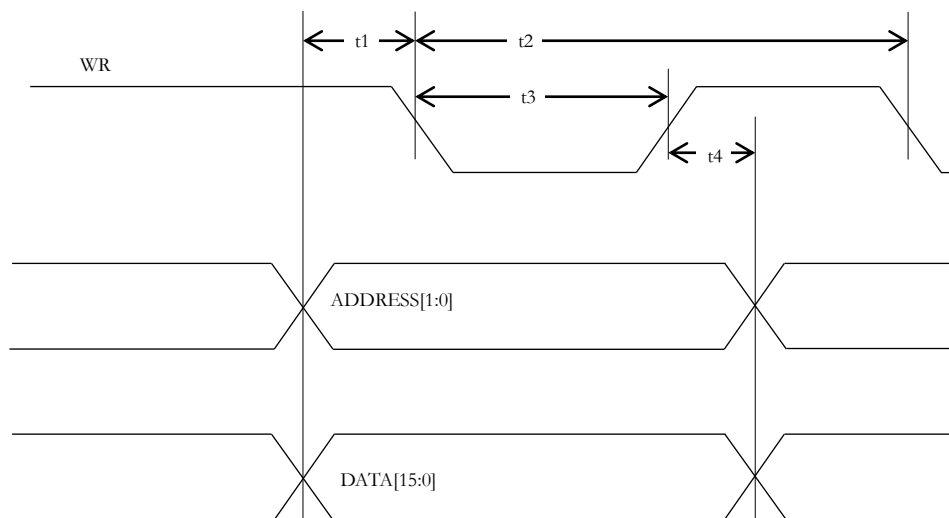 t1
t2
WR
t3
t4
ADDRESS[1:0]
DATA[15:0]